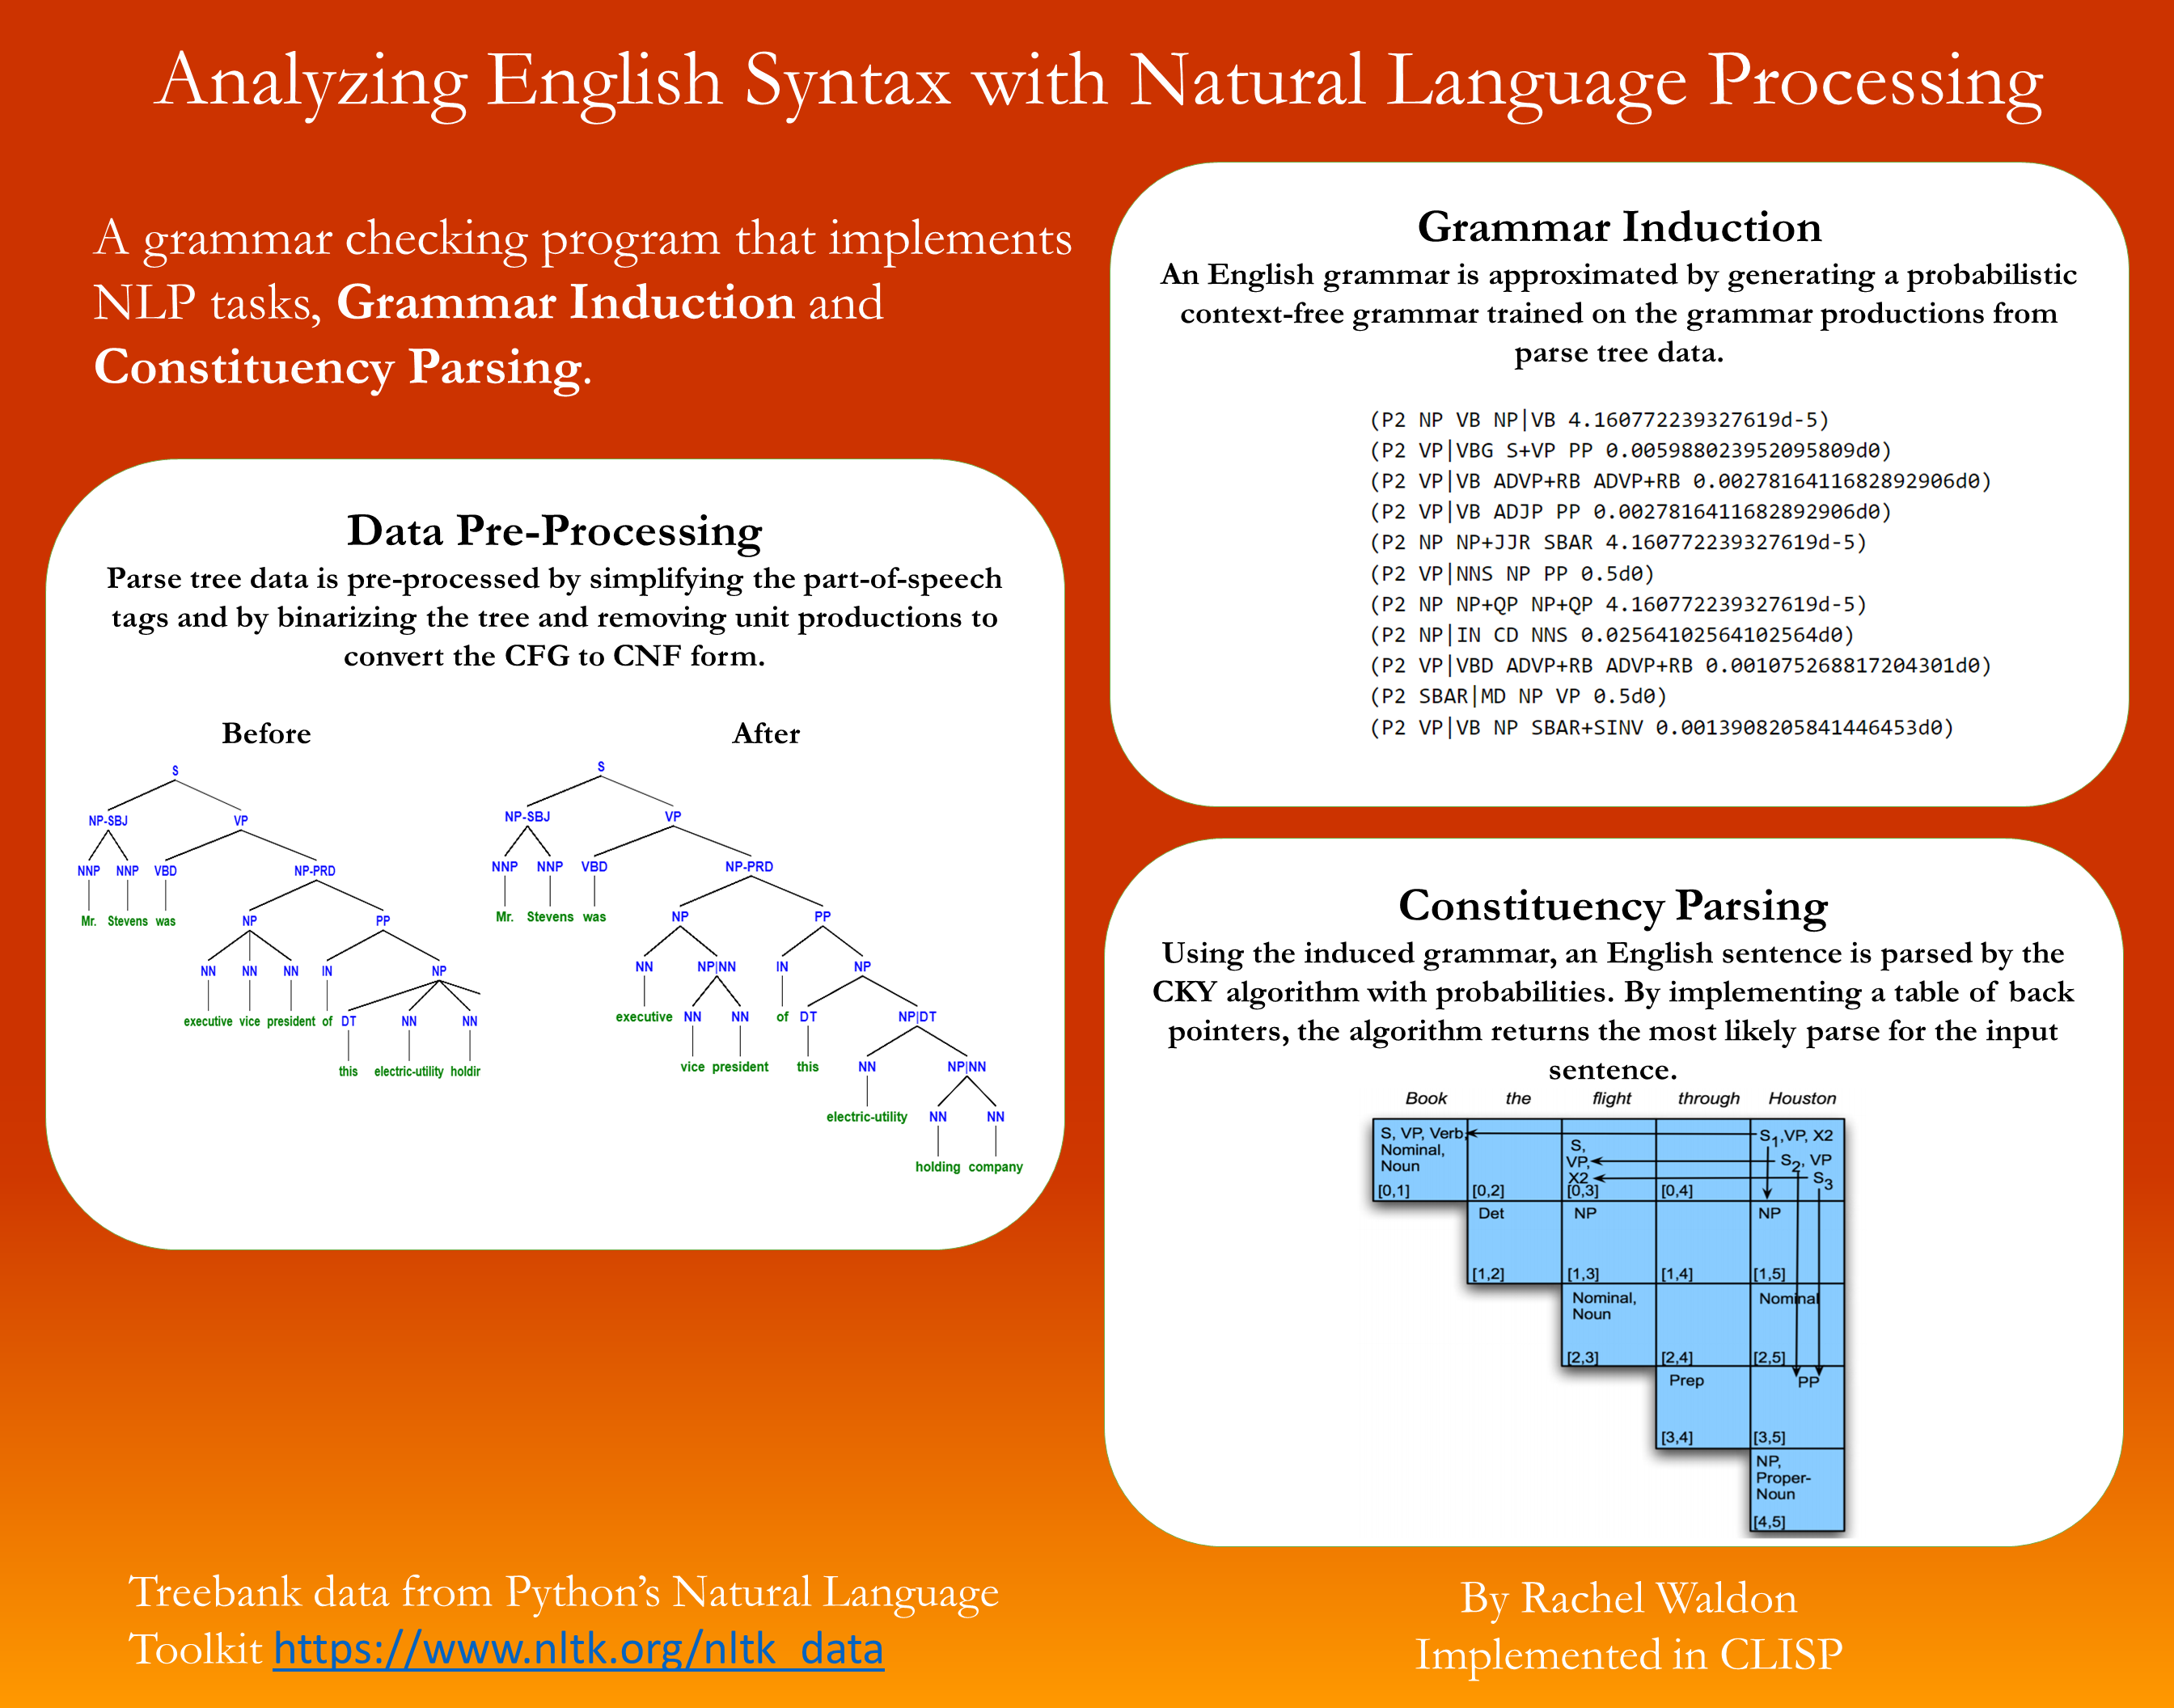 Analyzing English Syntax with Natural Language Processing
A grammar checking program that implements
NLP tasks, Grammar Induction and
Constituency Parsing.
Data Pre-Processing
Parse tree data is pre-processed by simplifying the part-of-speech
tags and by binarizing the tree and removing unit productions to
convert the CFG to CNF form.
Before
S
NP-SBJ VP
NNP NNP VBD NP-PRD
Mr. Stevens was NP PP
NN NN NN IN NP
executive vice president of DT NN NN
this electric-utility holdir
After
S
NP-SBJ VP
NNP NNP VBD NP-PRD
Mr. Stevens was NP PP
NN NP|NN IN NP
executive NN NN of DT NP|DT
vice president this NN NP|NN
electric-utility NN NN
holding company
Grammar Induction
An English grammar is approximated by generating a probabilistic
context-free grammar trained on the grammar productions from
parse tree data.
(P2 NP VB NP|VB 4.160772239327619d-5)
(P2 VP|VBG S+VP PP 0.005988023952095809d0)
(P2 VP|VB ADVP+RB ADVP+RB 0.0027816411682892906d0)
(P2 VP|VB ADJP PP 0.0027816411682892906d0)
(P2 NP NP+JJR SBAR 4.160772239327619d-5)
(P2 VP|NNS NP PP 0.5d0)
(P2 NP NP+QP NP+QP 4.160772239327619d-5)
(P2 NP|IN CD NNS 0.02564102564102564d0)
(P2 VP|VBD ADVP+RB ADVP+RB 0.001075268817204301d0)
(P2 SBAR|MD NP VP 0.5d0)
(P2 VP|VB NP SBAR+SINV 0.0013908205841446453d0)
Constituency Parsing
Using the induced grammar, an English sentence is parsed by the
CKY algorithm with probabilities. By implementing a table of back
pointers, the algorithm returns the most likely parse for the input
sentence.
Book the flight through Houston
S, VP, Verb,
Nominal,
Noun
[0,1]
[0,2]
S,
VP,
X2
[0,3]
[0,4]
S1,VP, X2
S2, VP
S3
Det
[1,2]
NP
[1,3]
[1,4]
NP
[1,5]
Nominal,
Noun
[2,3]
[2,4]
Nominal
[2,5]
Prep
[3,4]
PP
[3,5]
NP,
Proper-
Noun
[4,5]
Treebank data from Python’s Natural Language
Toolkit https://www.nltk.org/nltk_data
By Rachel Waldon
Implemented in CLISP